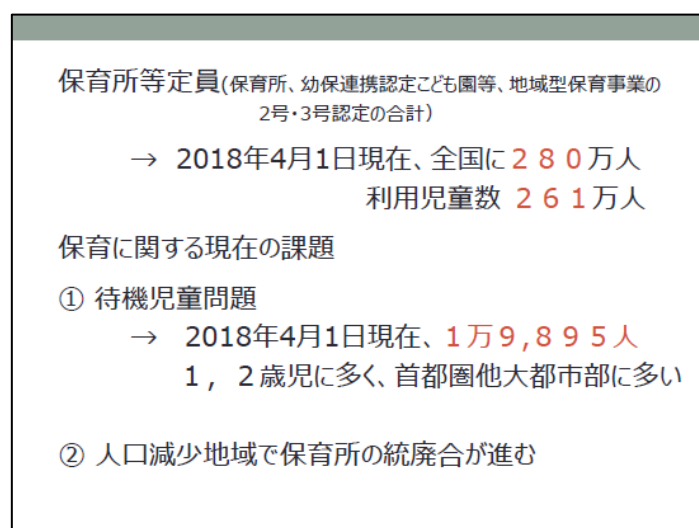 保育所等定員(保育所、幼保連携認定こども園等、地域型保育事業の
2号・3号認定の合計)
→ 2018年4月1日現在、全国に２８０万人
利用児童数 ２６１万人
保育に関する現在の課題
① 待機児童問題
→ 2018年4月1日現在、１万９,８９５人
１，２歳児に多く、首都圏他大都市部に多い
② 人口減少地域で保育所の統廃合が進む